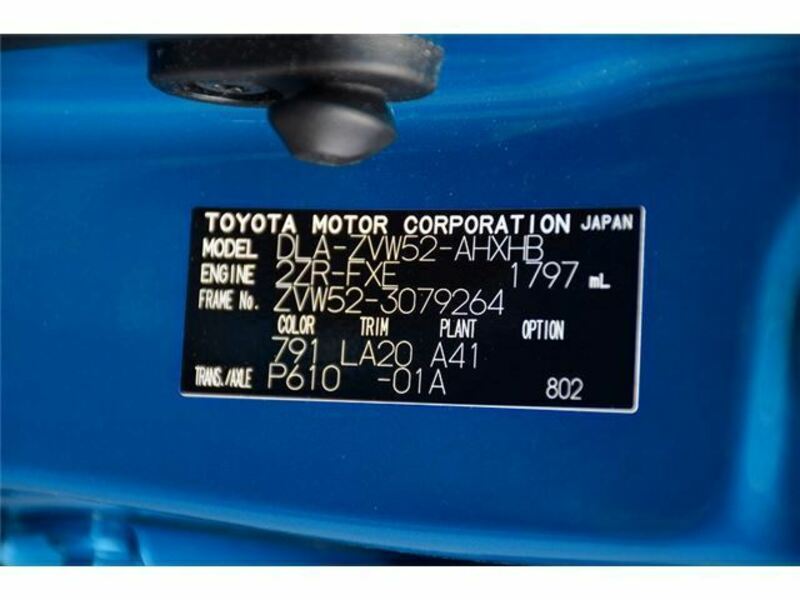 TOYOTA MOTOR CORPORATION JAPAN
MODEL DLA-ZVW52-AHXHB
ENGINE 2ZR-FXE 1797 mL
FRAME No. ZVW52-3079264
COLOR TRIM PLANT OPTION
791 LA20 A41
TRANS./AXLE P610 -01A 802